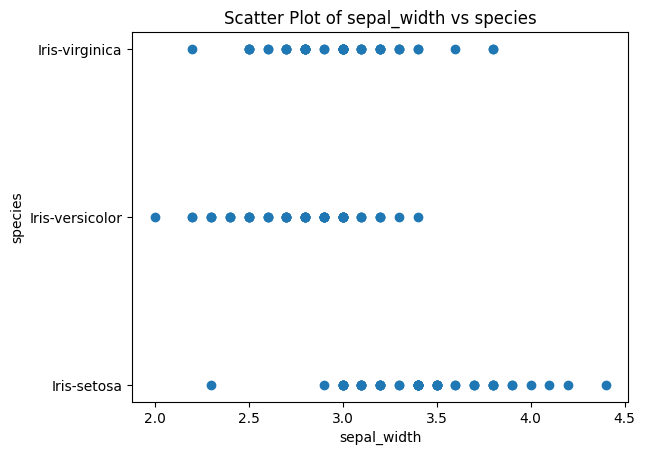 Scatter Plot of sepal_width vs species
Iris-virginica
Iris-versicolor
Iris-setosa
species
2.0 2.5 3.0 3.5 4.0 4.5
sepal_width